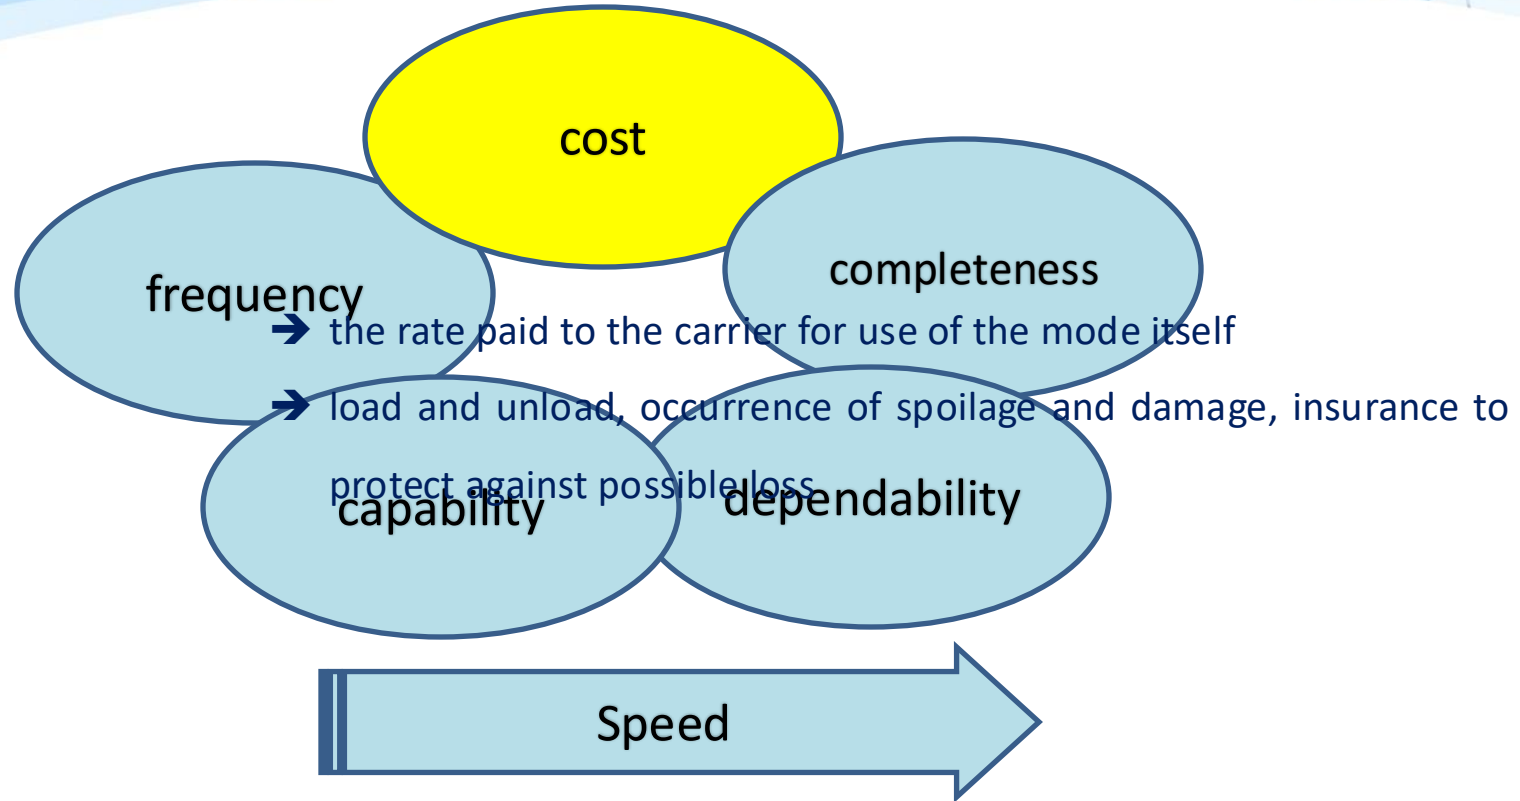 cost
completeness
frequency
➔ the rate paid to the carrier for use of the mode itself
➔ load and unload, occurrence of spoilage and damage, insurance to
protect against possible loss
capability
dependability
Speed